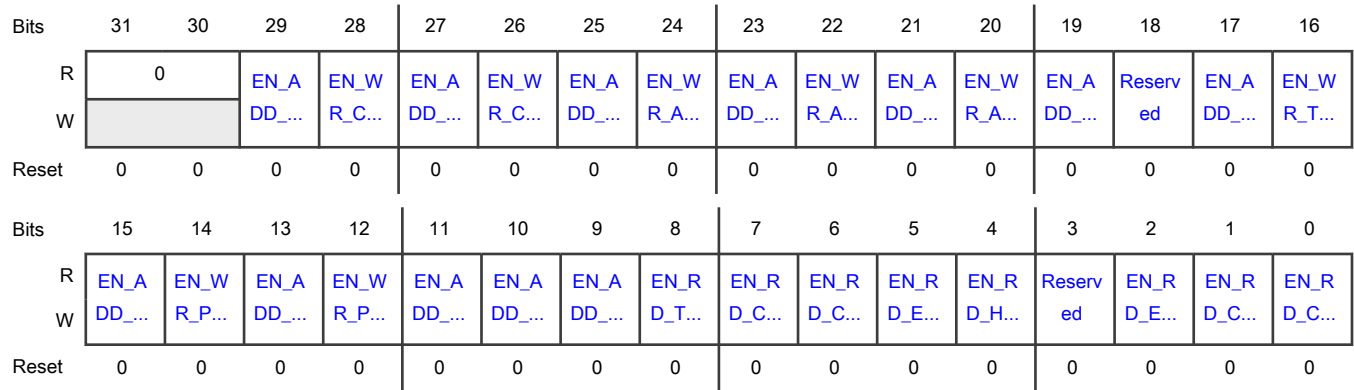 Bits 31 30 29 28 27 26 25 24 23 22 21 20 19 18 17 16
R 0 EN_A EN_W EN_A EN_W EN_A EN_W EN_A EN_W EN_A EN_W EN_A Reserv EN_A EN_W
W DD_... R_C... DD_... R_C... DD_... R_A... DD_... R_A... DD_... R_A... DD_... ed DD_... R_T...
Reset 0 0 0 0 0 0 0 0 0 0 0 0 0 0 0 0
Bits 15 14 13 12 11 10 9 8 7 6 5 4 3 2 1 0
R EN_A EN_W EN_A EN_W EN_A EN_A EN_A EN_R EN_R EN_R EN_R EN_R Reserv EN_R EN_R EN_R
W DD_... R_P... DD_... R_P... DD_... DD_... DD_... D_T... D_C... D_C... D_E... D_H... ed D_E... D_C... D_C...
Reset 0 0 0 0 0 0 0 0 0 0 0 0 0 0 0 0